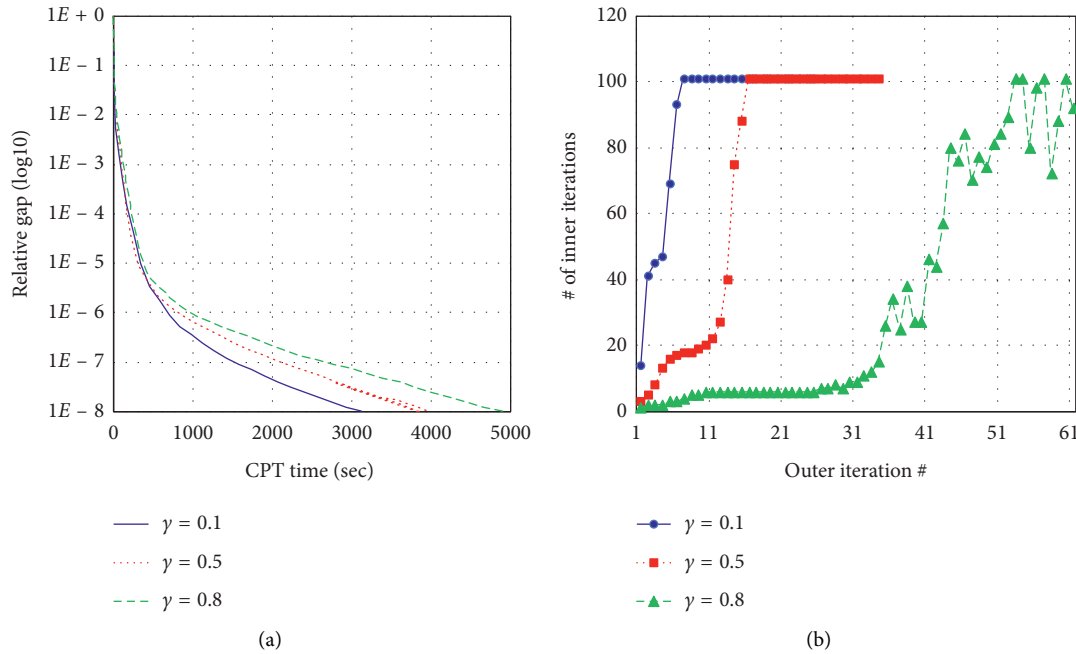 1E + 0
1E – 1
1E – 2
1E – 3
1E – 4
1E – 5
1E – 6
1E – 7
1E – 8
Relative gap (log10)
0 1000 2000 3000 4000 5000
CPT time (sec)
γ = 0.1
γ = 0.5
γ = 0.8
(a)
120
100
80
60
40
20
0
# of inner iterations
1 11 21 31 41 51 61
Outer iteration #
γ = 0.1
γ = 0.5
γ = 0.8
(b)